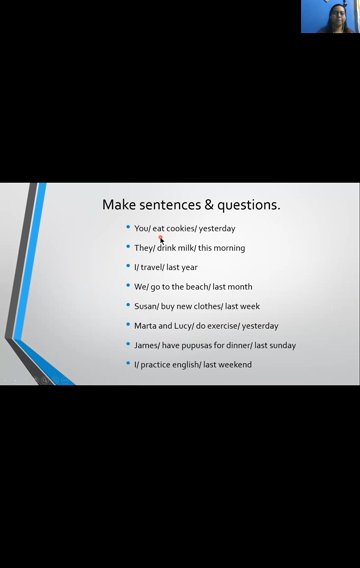 Make sentences & questions.
You/ eat cookies/ yesterday
They/ drink milk/ this morning
I/ travel/ last year
We/ go to the beach/ last month
Susan/ buy new clothes/ last week
Marta and Lucy/ do exercise/ yesterday
James/ have pupusas for dinner/ last sunday
I/ practice english/ last weekend